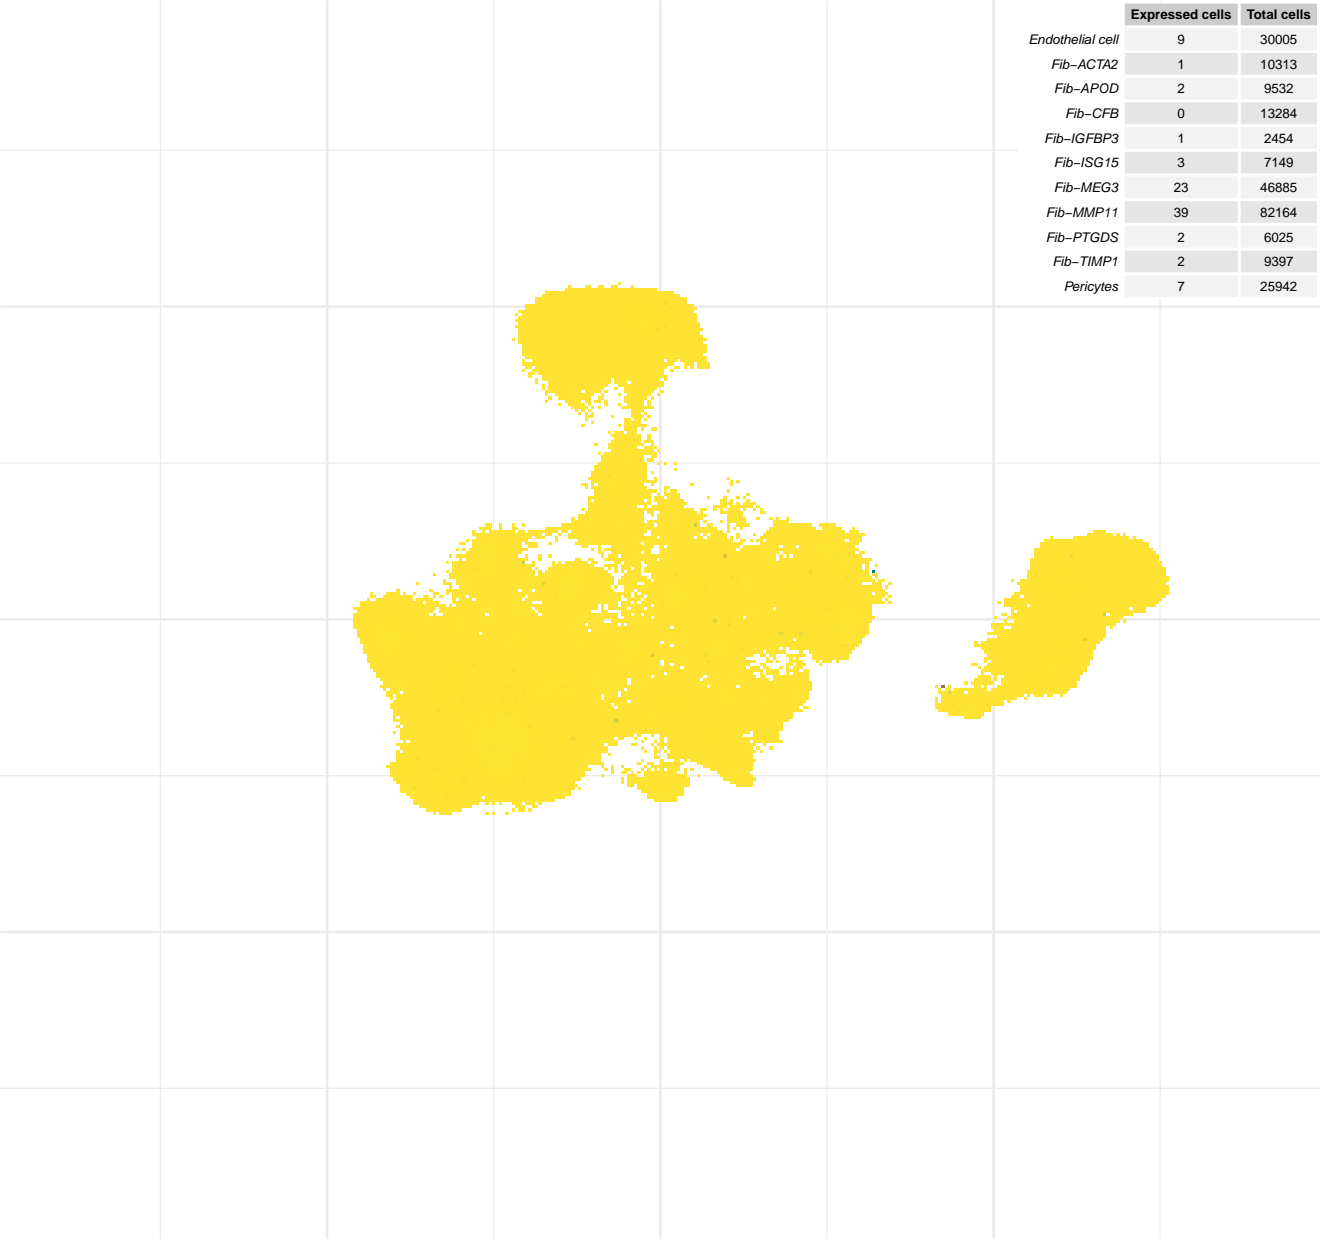 Expressed cells Total cells
Endothelial cell 9 30005
Fib−ACTA2 1 10313
Fib−APOD 2 9532
Fib−CFB 0 13284
Fib−IGFBP3 1 2454
Fib−ISG15 3 7149
Fib−MEG3 23 46885
Fib−MMP11 39 82164
Fib−PTGDS 2 6025
Fib−TIMP1 2 9397
Pericytes 7 25942